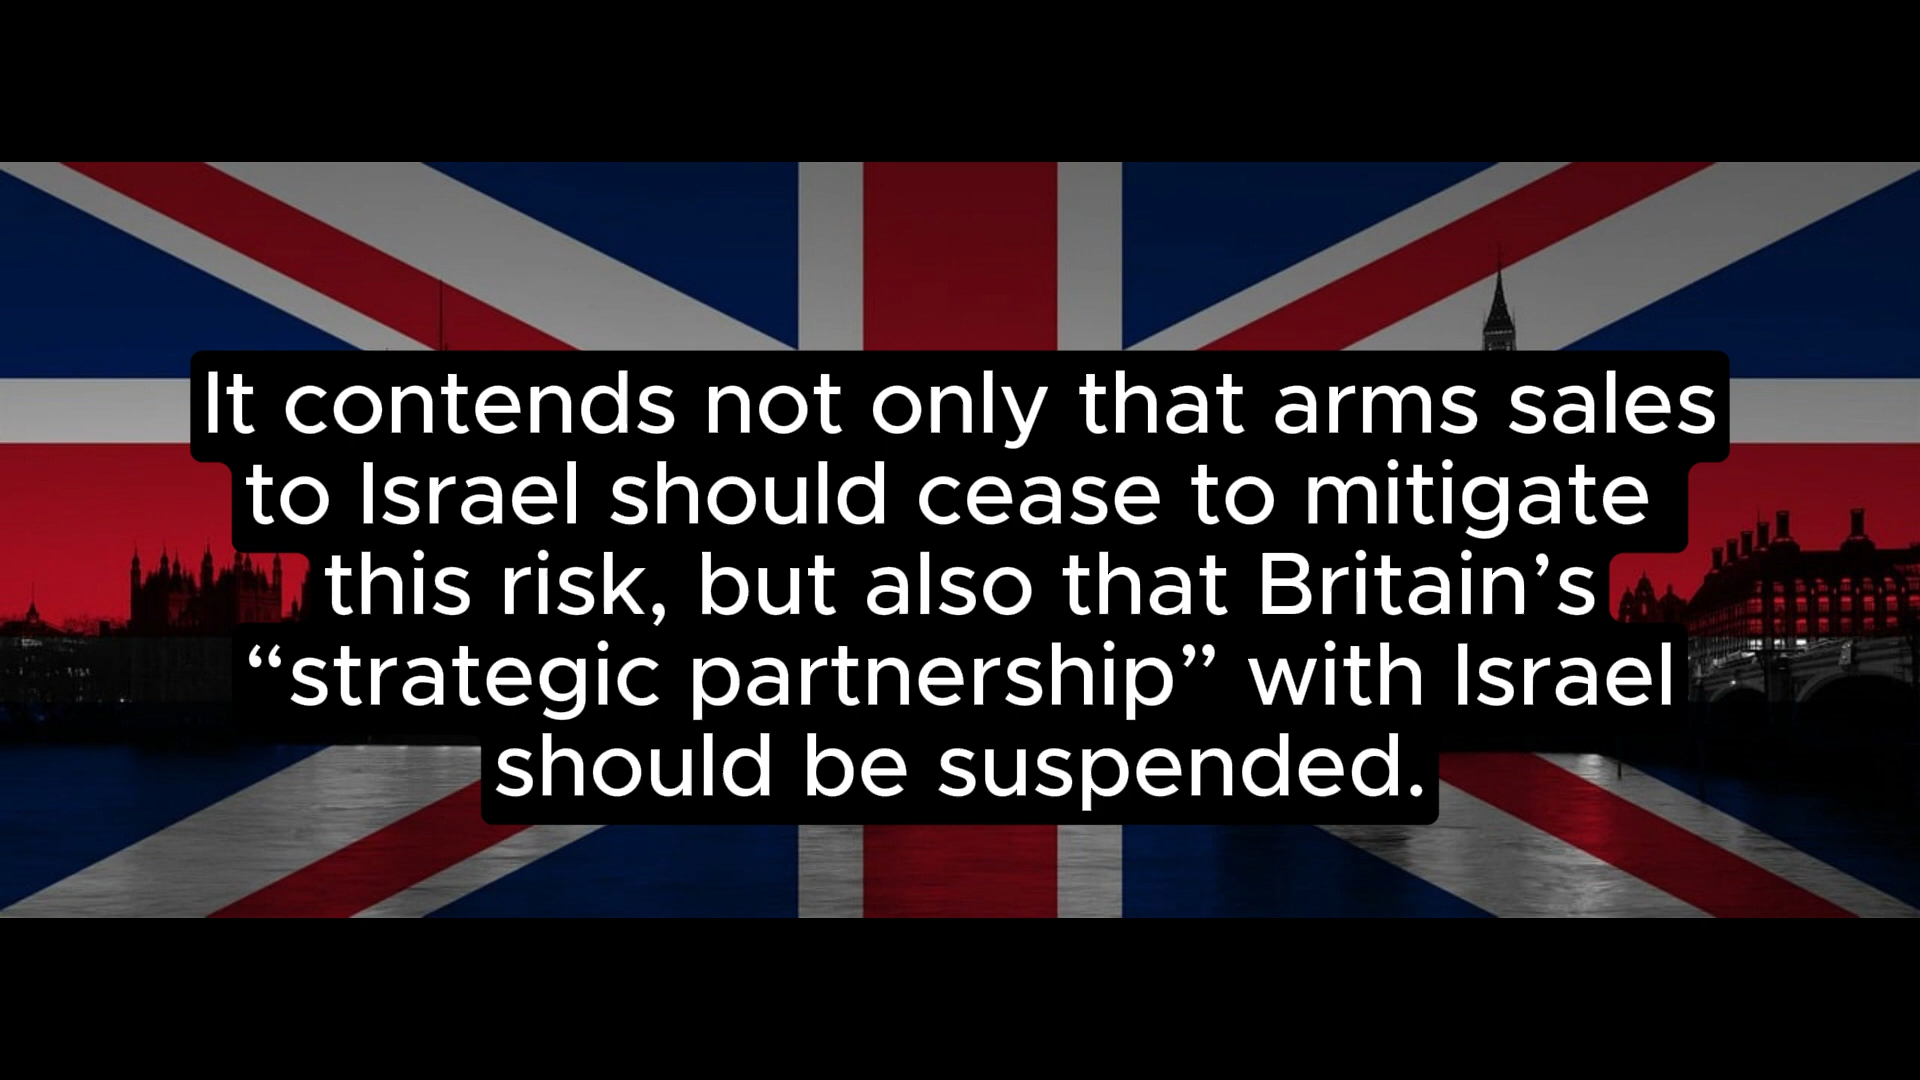 It contends not only that arms sales
to Israel should cease to mitigate
this risk, but also that Britain’s
“strategic partnership” with Israel
should be suspended.